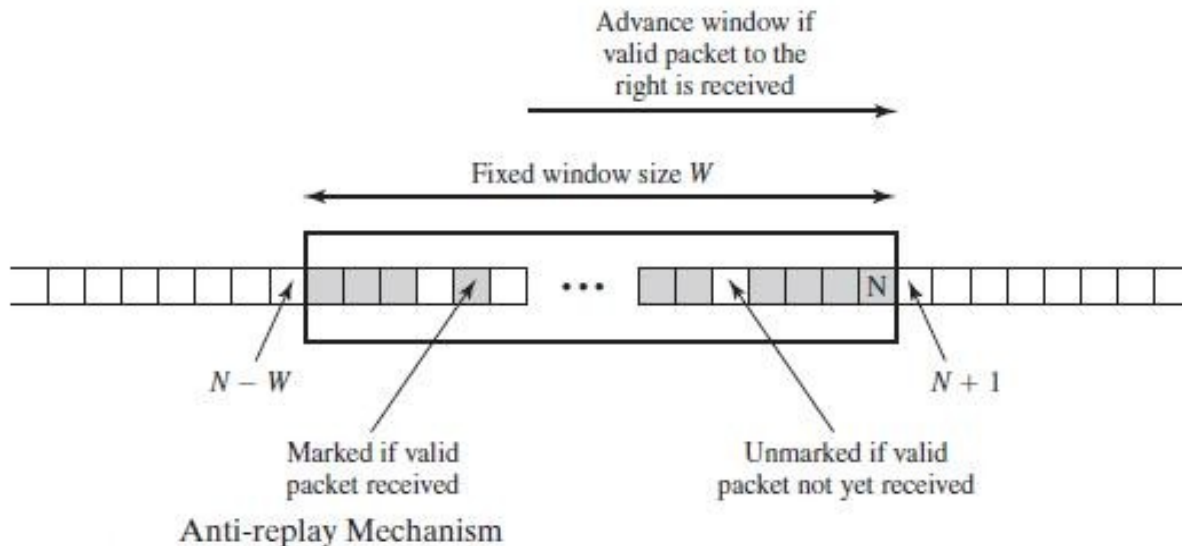 Advance window if
valid packet to the
right is received
Fixed window size W
•••
N
N – W
N + 1
Marked if valid
packet received
Unmarked if valid
packet not yet received
Anti-replay Mechanism